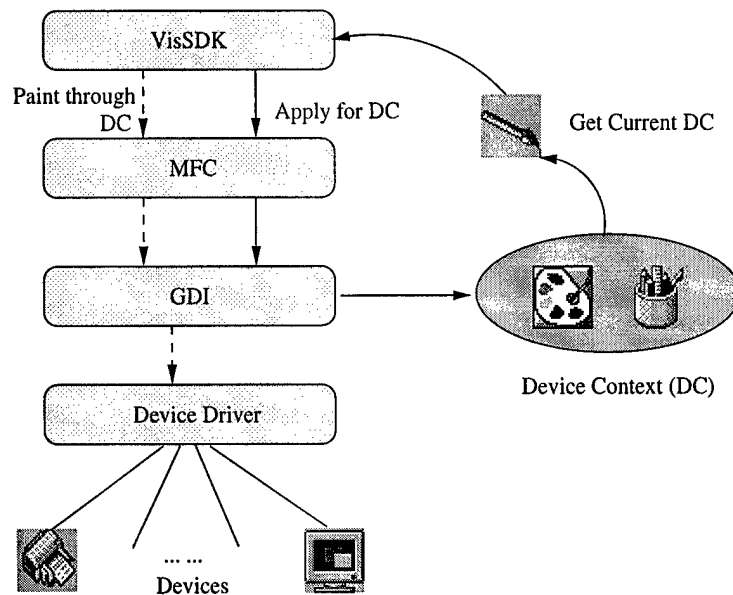 VisSDK
Paint through
DC
Apply for DC
Get Current DC
MFC
GDI
Device Context (DC)
Device Driver
... ...
Devices